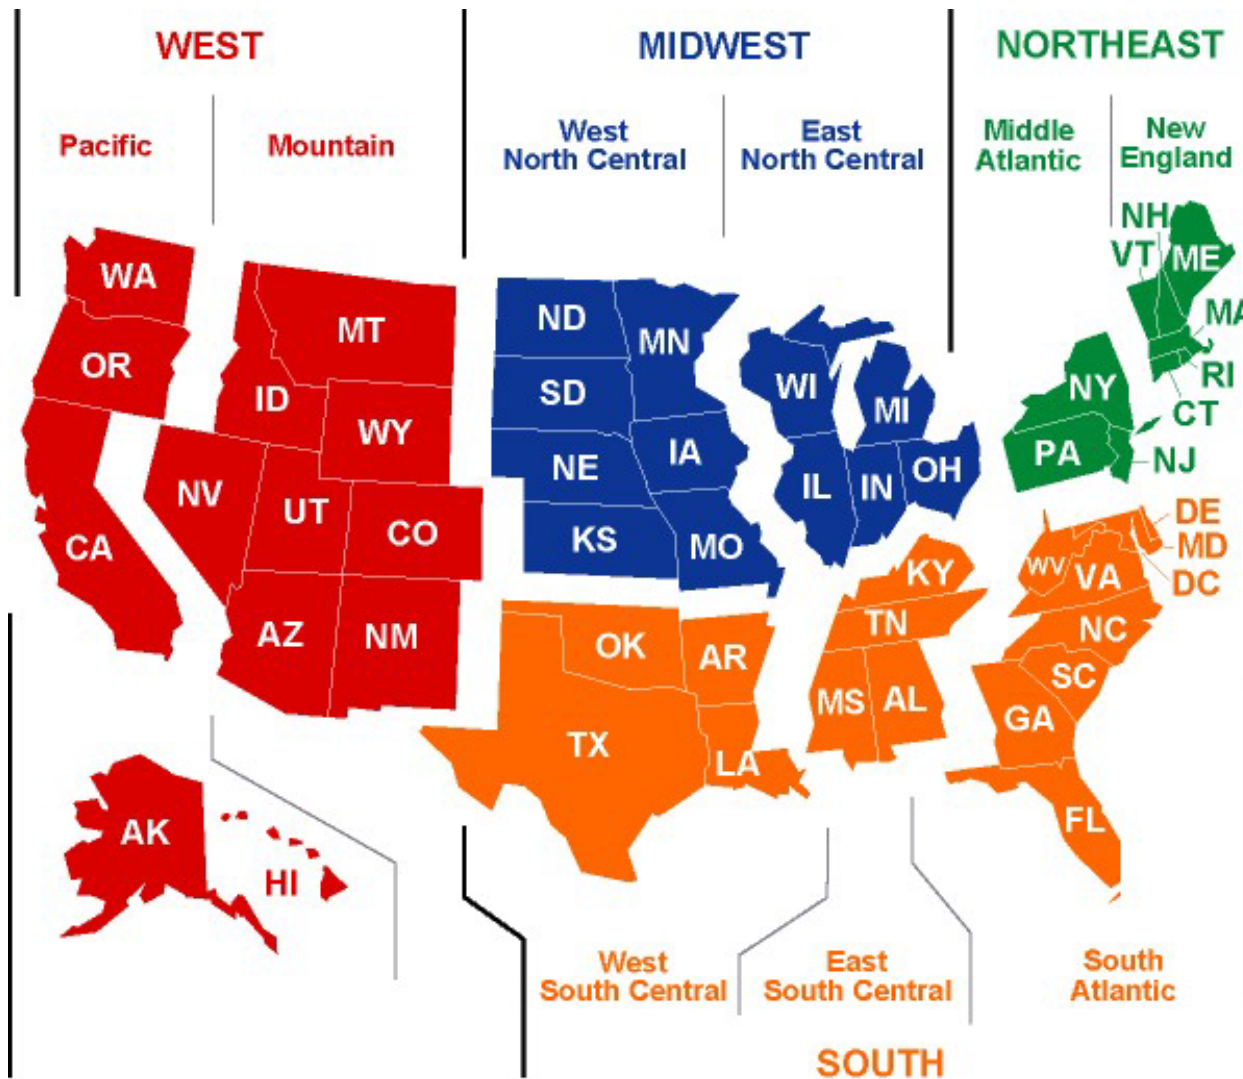 WEST
MIDWEST
NORTHEAST
Pacific
Mountain
West
North Central
East
North Central
Middle
Atlantic
New
England
NH
VT
ME
MA
RI
CT
NY
PA
NJ
WA
OR
CA
MT
ID
WY
NV
UT
CO
AZ
NM
AK
HI
ND
SD
NE
KS
MN
IA
MO
WI
MI
IL
IN
OH
OK
AR
TX
LA
KY
TN
MS
AL
DE
MD
DC
WV
VA
NC
SC
GA
FL
West
South Central
East
South Central
South
Atlantic
SOUTH